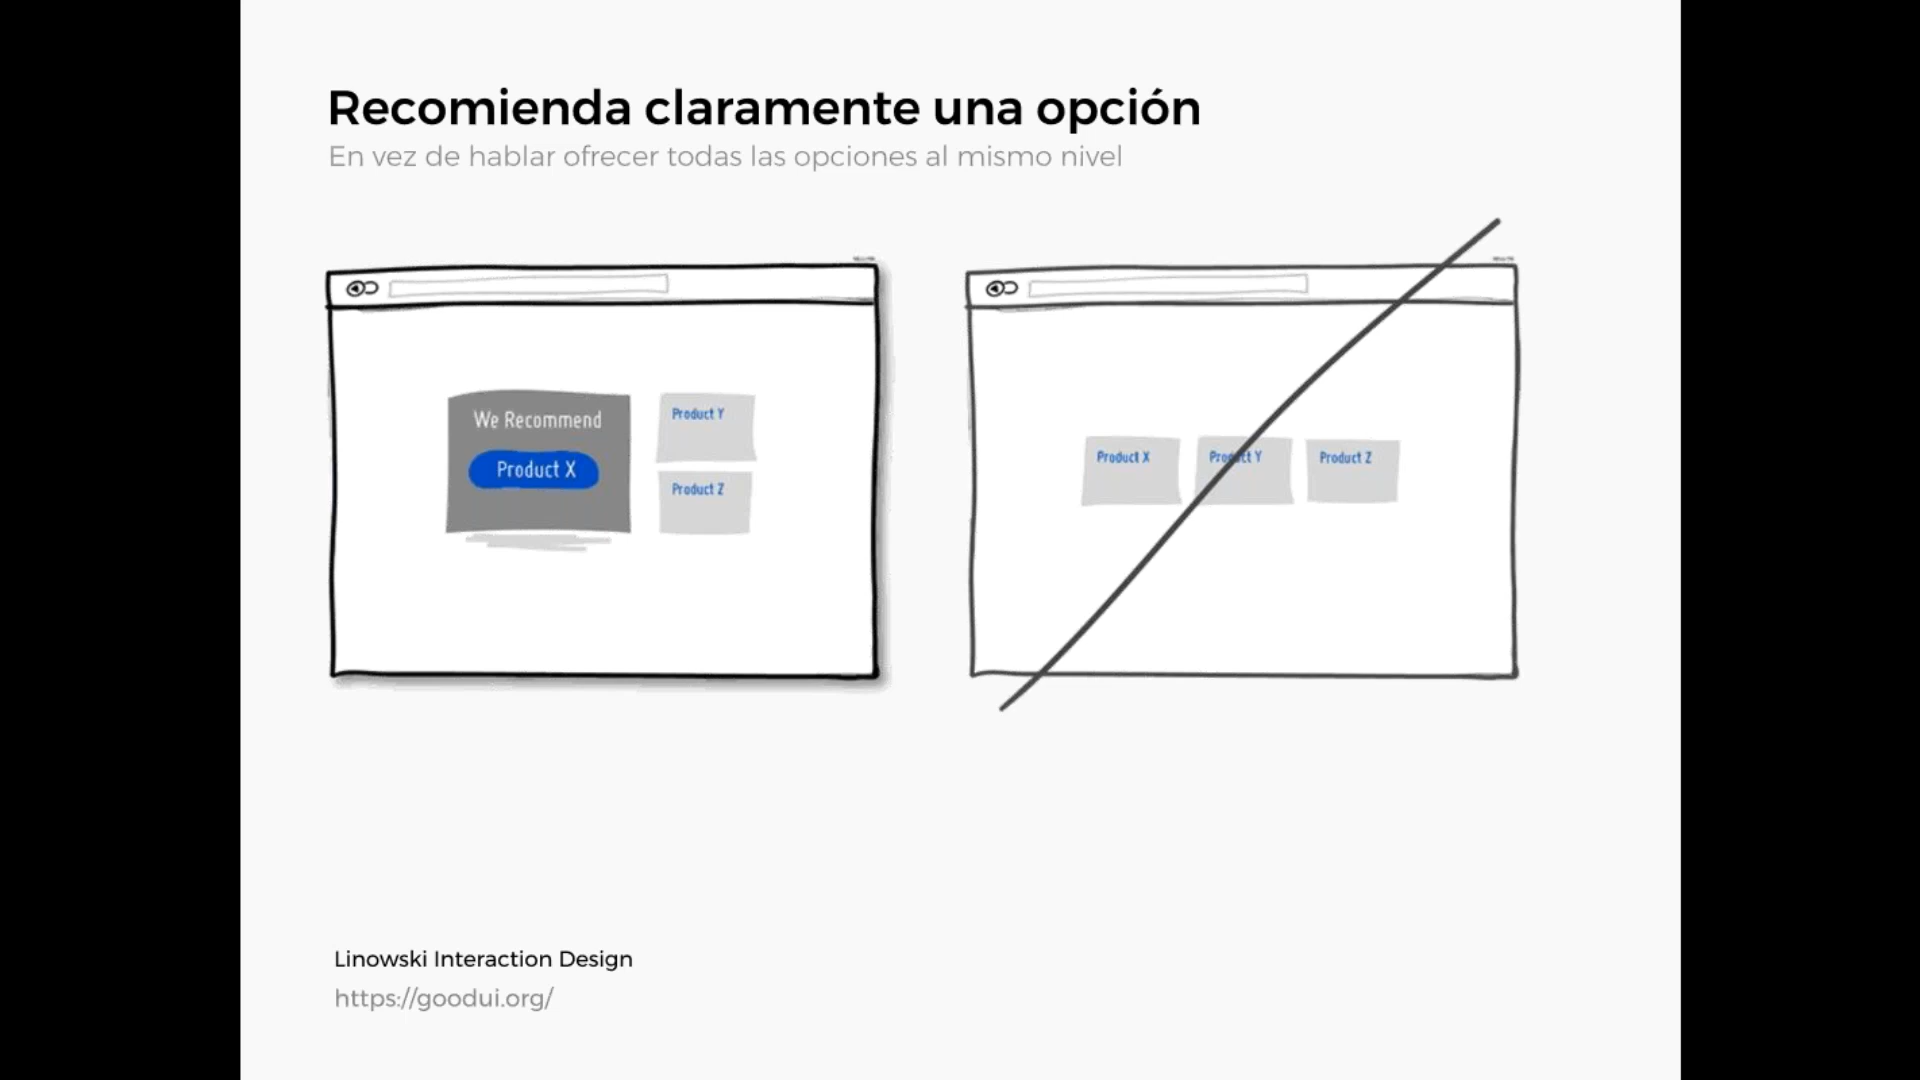 Recomienda claramente una opción
En vez de hablar ofrecer todas las opciones al mismo nivel
We Recommend
Product X
Product Y
Product Z
Product X
Product Y
Product Z
Linowski Interaction Design
https://goodui.org/